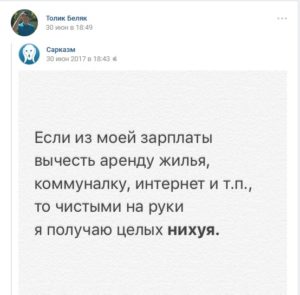 Толик Беляк
30 июн в 18:49
Сарказм
30 июн 2017 в 18:43
Если из моей зарплаты
вычесть аренду жилья,
коммуналку, интернет и т.п.,
то чистыми на руки
я получаю целых нихуя.